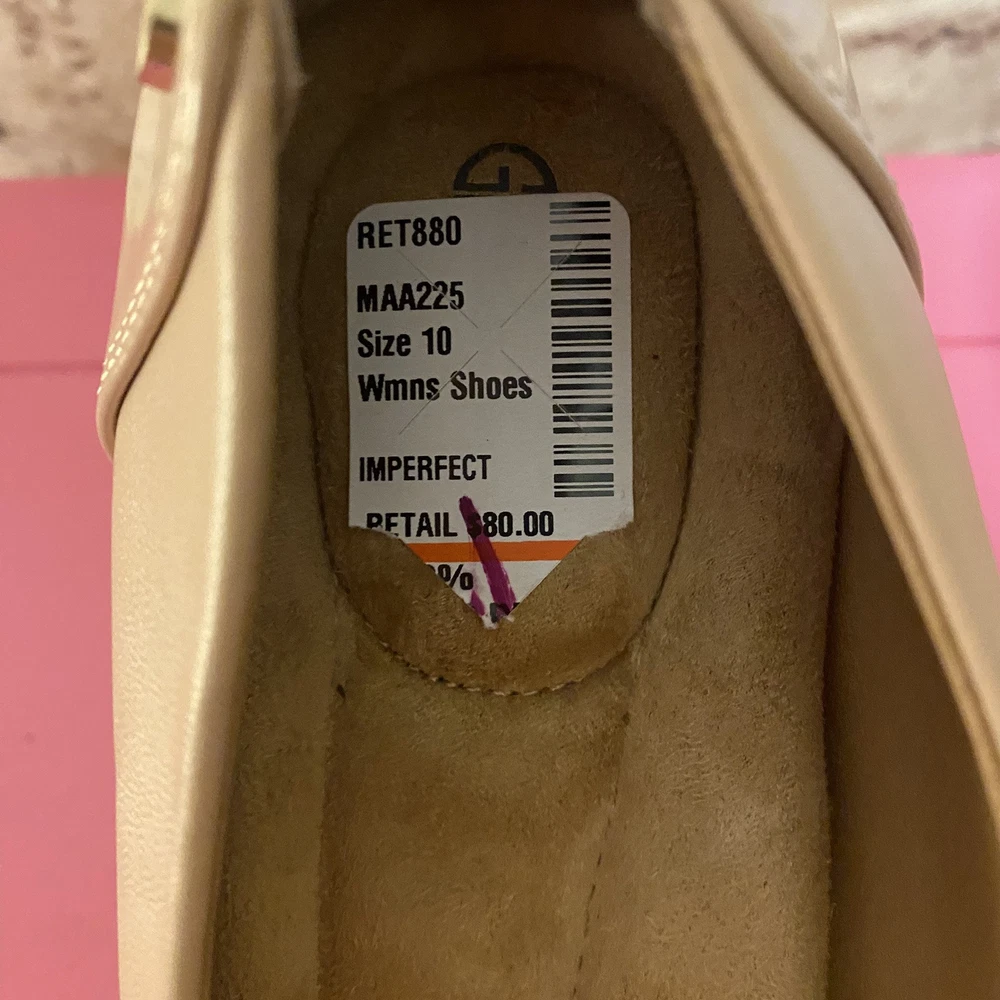 RET880
MAA225
Size 10
Wmns Shoes
IMPERFECT
RETAIL $80.00
%